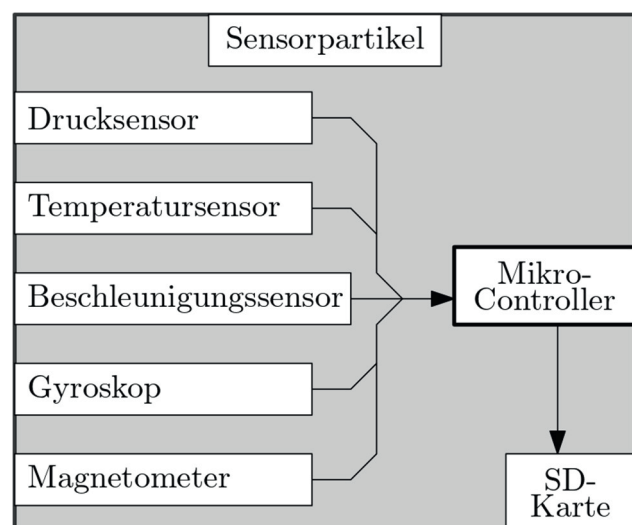 Sensorpartikel
Drucksensor
Temperatursensor
Beschleunigungssensor
Gyroskop
Magnetometer
Mikro-
Controller
SD-
Karte